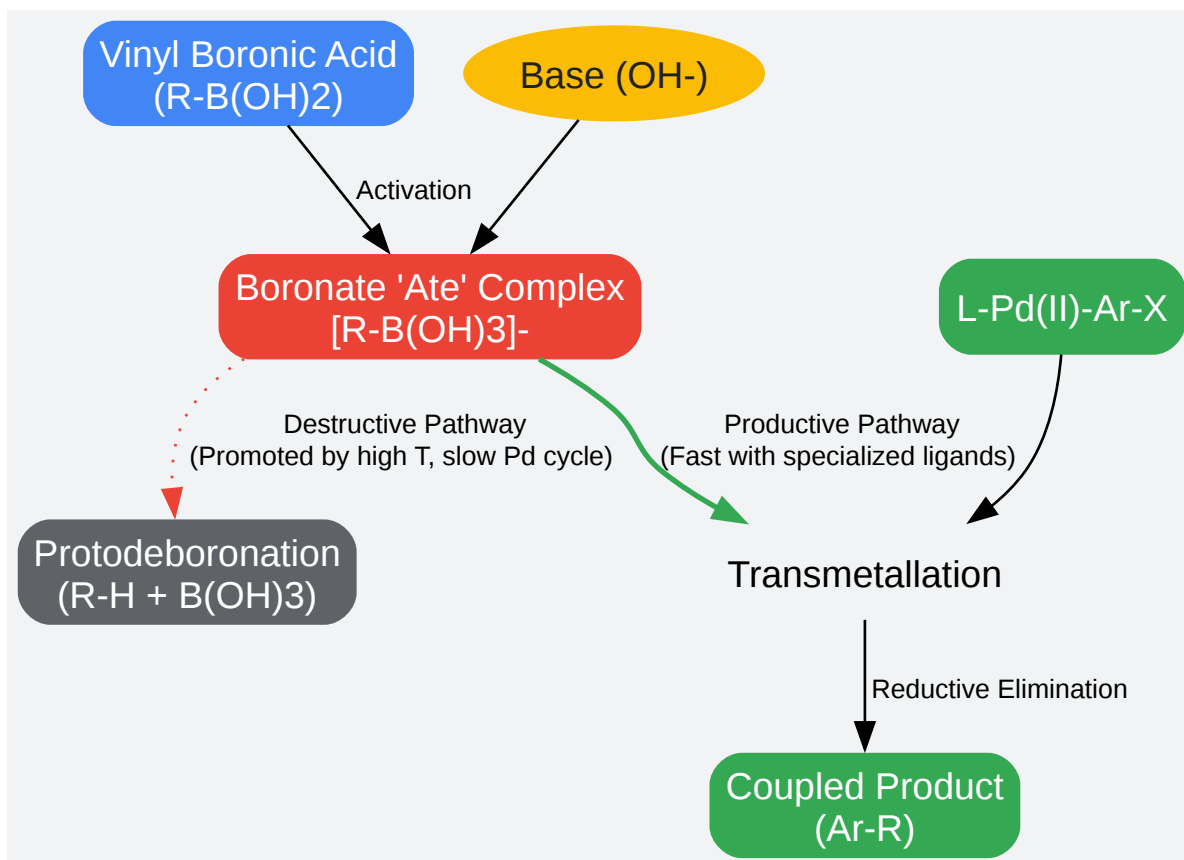 Vinyl Boronic Acid
(R-B(OH)2)
Base (OH-)
Activation
Boronate 'Ate' Complex
[R-B(OH)3]-
L-Pd(II)-Ar-X
Destructive Pathway
(Promoted by high T, slow Pd cycle)
Productive Pathway
(Fast with specialized ligands)
Protodeboronation
(R-H + B(OH)3)
Transmetallation
Reductive Elimination
Coupled Product
(Ar-R)